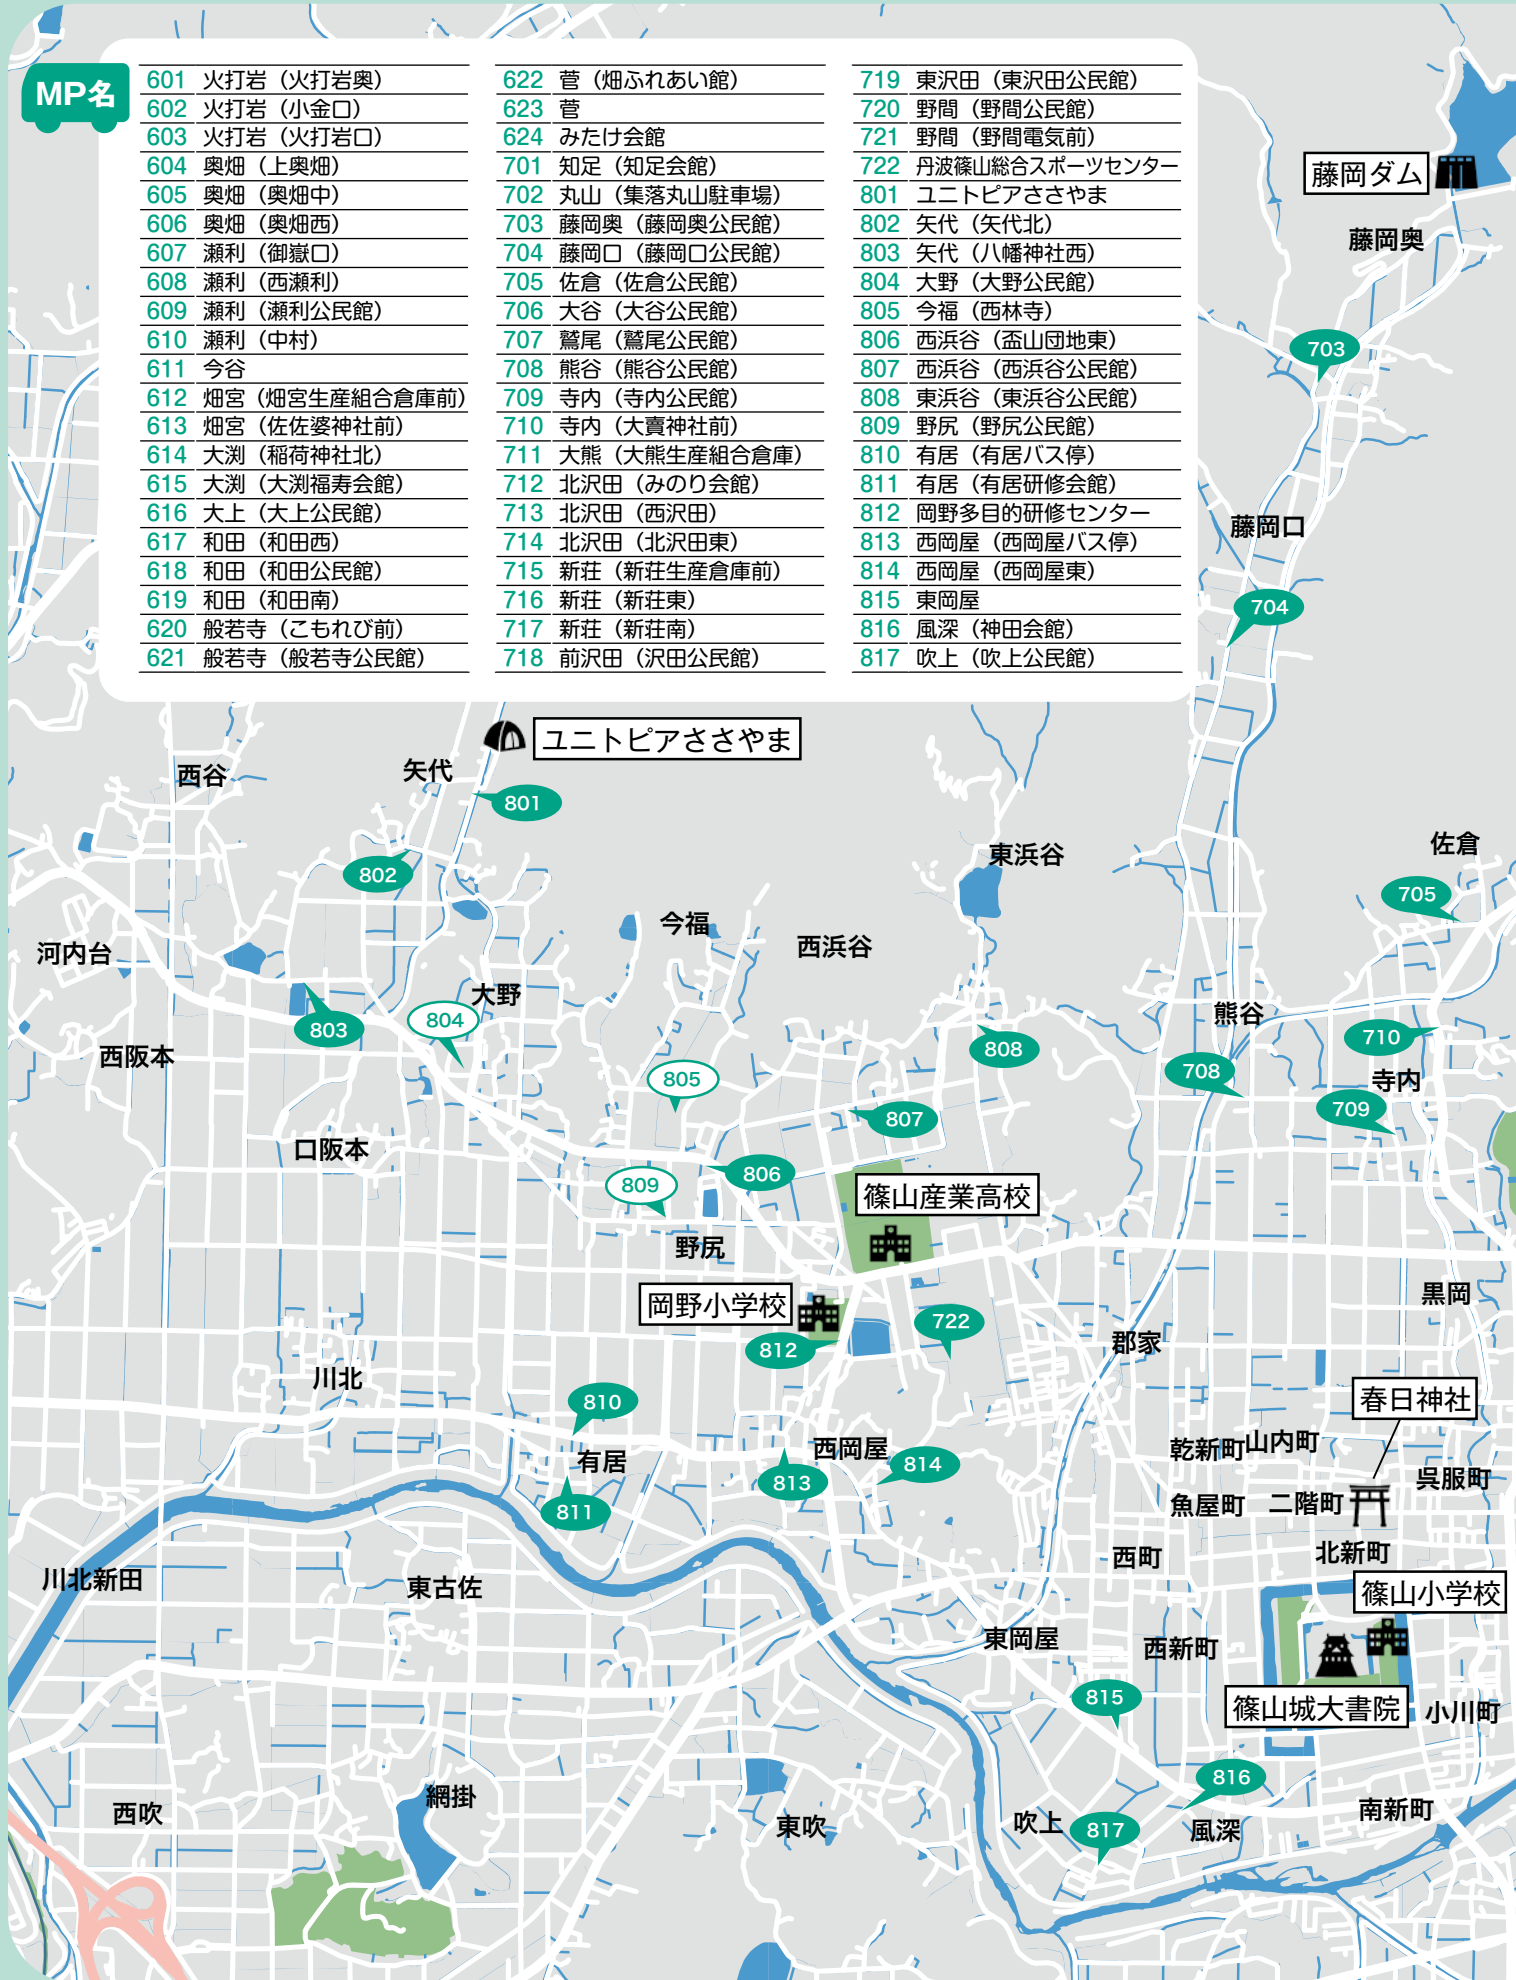 MP名
601 火打岩（火打岩奥）
602 火打岩（小金口）
603 火打岩（火打岩口）
604 奥畑（上奥畑）
605 奥畑（奥畑中）
606 奥畑（奥畑西）
607 瀬利（御嶽口）
608 瀬利（西瀬利）
609 瀬利（瀬利公民館）
610 瀬利（中村）
611 今谷
612 畑宮（畑宮生産組合倉庫前）
613 畑宮（佐佐婆神社前）
614 大渕（稲荷神社北）
615 大渕（大渕福寿会館）
616 大上（大上公民館）
617 和田（和田西）
618 和田（和田公民館）
619 和田（和田南）
620 般若寺（こもれび前）
621 般若寺（般若寺公民館）
622 菅（畑ふれあい館）
623 菅
624 みたけ会館
701 知足（知足会館）
702 丸山（集落丸山駐車場）
703 藤岡奥（藤岡奥公民館）
704 藤岡口（藤岡口公民館）
705 佐倉（佐倉公民館）
706 大谷（大谷公民館）
707 鷲尾（鷲尾公民館）
708 熊谷（熊谷公民館）
709 寺内（寺内公民館）
710 寺内（大賣神社前）
711 大熊（大熊生産組合倉庫）
712 北沢田（みのり会館）
713 北沢田（西沢田）
714 北沢田（北沢田東）
715 新荘（新荘生産倉庫前）
716 新荘（新荘東）
717 新荘（新荘南）
718 前沢田（沢田公民館）
719 東沢田（東沢田公民館）
720 野間（野間公民館）
721 野間（野間電気前）
722 丹波篠山総合スポーツセンター
801 ユニトピアささやま
802 矢代（矢代北）
803 矢代（八幡神社西）
804 大野（大野公民館）
805 今福（西林寺）
806 西浜谷（盃山団地東）
807 西浜谷（西浜谷公民館）
808 東浜谷（東浜谷公民館）
809 野尻（野尻公民館）
810 有居（有居バス停）
811 有居（有居研修会館）
812 岡野多目的研修センター
813 西岡屋（西岡屋バス停）
814 西岡屋（西岡屋東）
815 東岡屋
816 風深（神田会館）
817 吹上（吹上公民館）
藤岡ダム
藤岡奥
703
藤岡口
704
ユニトピアささやま
西谷
矢代
801
802
東浜谷
佐倉
705
今福
西浜谷
河内台
大野
804
803
熊谷
710
808
西阪本
708
寺内
805
709
807
口阪本
806
809
篠山産業高校
野尻
岡野小学校
黒岡
722
812
郡家
川北
春日神社
810
乾新町
山内町
西岡屋
有居
814
813
呉服町
811
魚屋町
二階町
西町
北新町
川北新田
東古佐
篠山小学校
東岡屋
西新町
815
篠山城大書院
小川町
816
網掛
南新町
西吹
東吹
吹上
817
風深